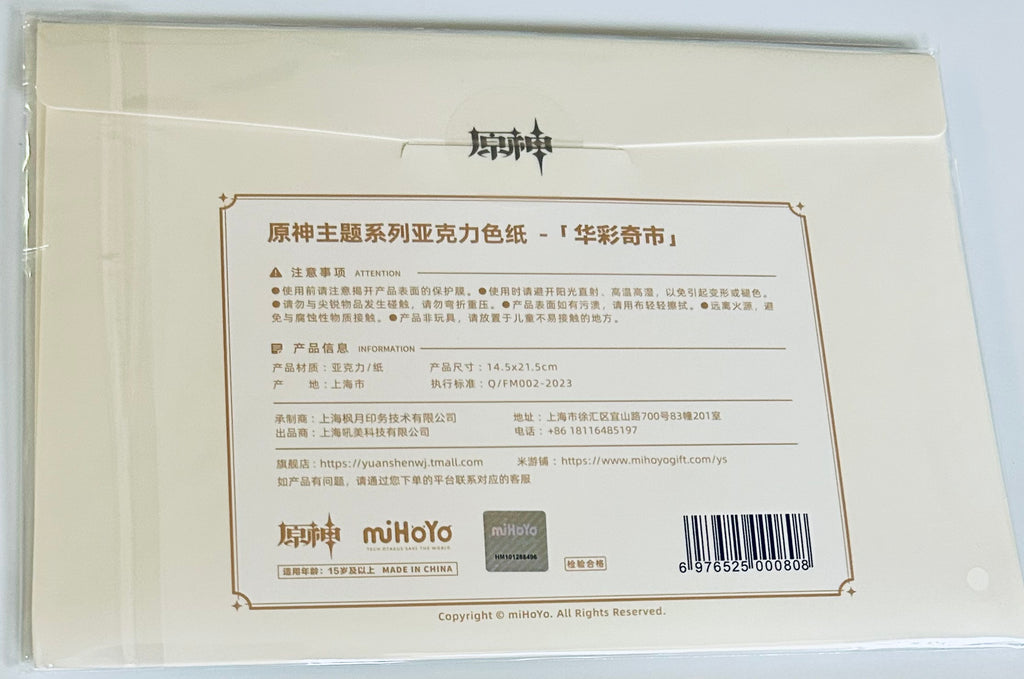 原神
原神主题系列亚克力色纸 -「华彩奇市」
注意事项 ATTENTION
●使用前请注意揭开产品表面的保护膜。●使用时请避开阳光直射、高温高湿，以免引起变形或褪色。
●请勿与尖锐物品发生碰触，请勿弯折重压。●产品表面如有污渍，请用布轻轻擦拭。●远离火源，避
免与腐蚀性物质接触。●产品非玩具，请放置于儿童不易接触的地方。
产品信息 INFORMATION
产品材质：亚克力/纸 产品尺寸：14.5x21.5cm
产 地：上海市 执行标准：Q/FM002-2023
承制商：上海枫月印务技术有限公司 地址：上海市徐汇区宜山路700号83幢201室
出品商：上海吼美科技有限公司 电话：+86 18116485197
旗舰店：https://yuanshenwj.tmall.com 米游铺：https://www.mihoyogift.com/ys
如产品有问题，请通过您下单的平台联系对应的客服
原神 miHoYo miHoYo
TECH OTAKUS SAVE THE WORLD
HM101288496
适用年龄：15岁及以上 MADE IN CHINA 检验合格
6 976525 000808
Copyright © miHoYo. All Rights Reserved.